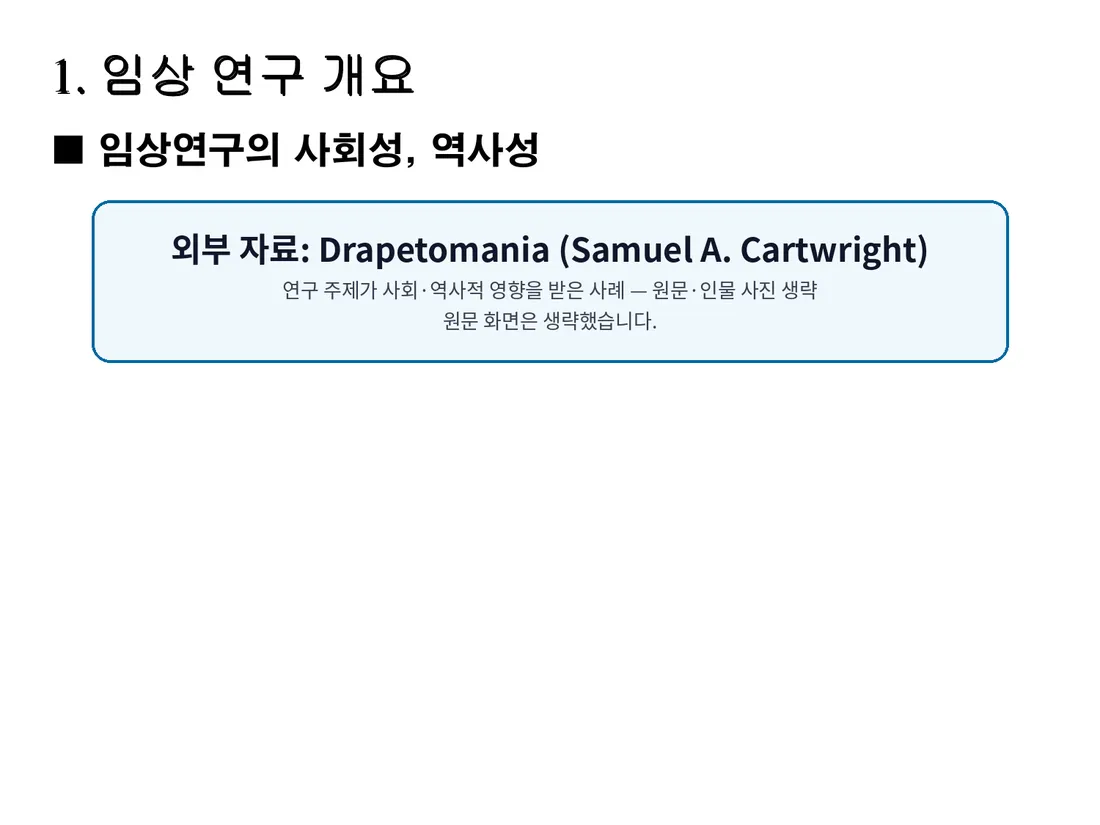 1. 임상 연구 개요
■ 임상연구의 사회성, 역사성
외부 자료: Drapetomania (Samuel A. Cartwright)
연구 주제가 사회·역사적 영향을 받은 사례 — 원문·인물 사진 생략
원문 화면은 생략했습니다.